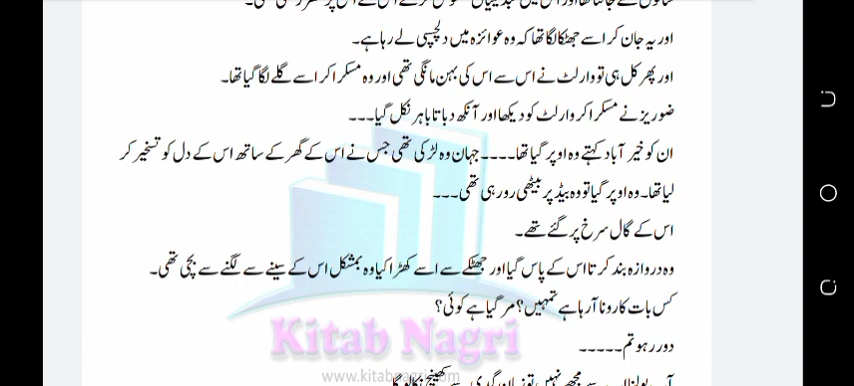 اور یہ جان کر اسے جھٹکا لگا تھا کہ وہ عوائزہ میں دلچسپی لے رہا ہے۔
اور پھر کل ہی تو وارلٹ نے اس سے اس کی بہن مانگی تھی اور وہ مسکرا کر اسے گلے لگا گیا تھا۔
ضوریز نے مسکرا کر وارلٹ کو دیکھا اور آنکھ دباتا باہر نکل گیا۔۔۔
ان کو خیر آباد کہتے وہ اوپر گیا تھا۔۔۔۔ جہان وہ لڑکی تھی جس نے اس کے گھر کے ساتھ اس کے دل کو تسخیر کر
لیا تھا۔ وہ اوپر گیا تو وہ بیڈ پر بیٹھی رو رہی تھی۔۔۔
اس کے گال سرخ پر گئے تھے۔
وہ دروازہ بند کرتا اس کے پاس گیا اور جھٹکے سے اسے کھڑا کیا وہ بمشکل اس کے سینے سے لگنے سے بچی تھی۔
کس بات کا رونا آرہا ہے تمہیں؟ مر گیا ہے کوئی؟
Kitab Nagri
دور رہو تم۔۔۔۔۔
www.kitabnagri.com